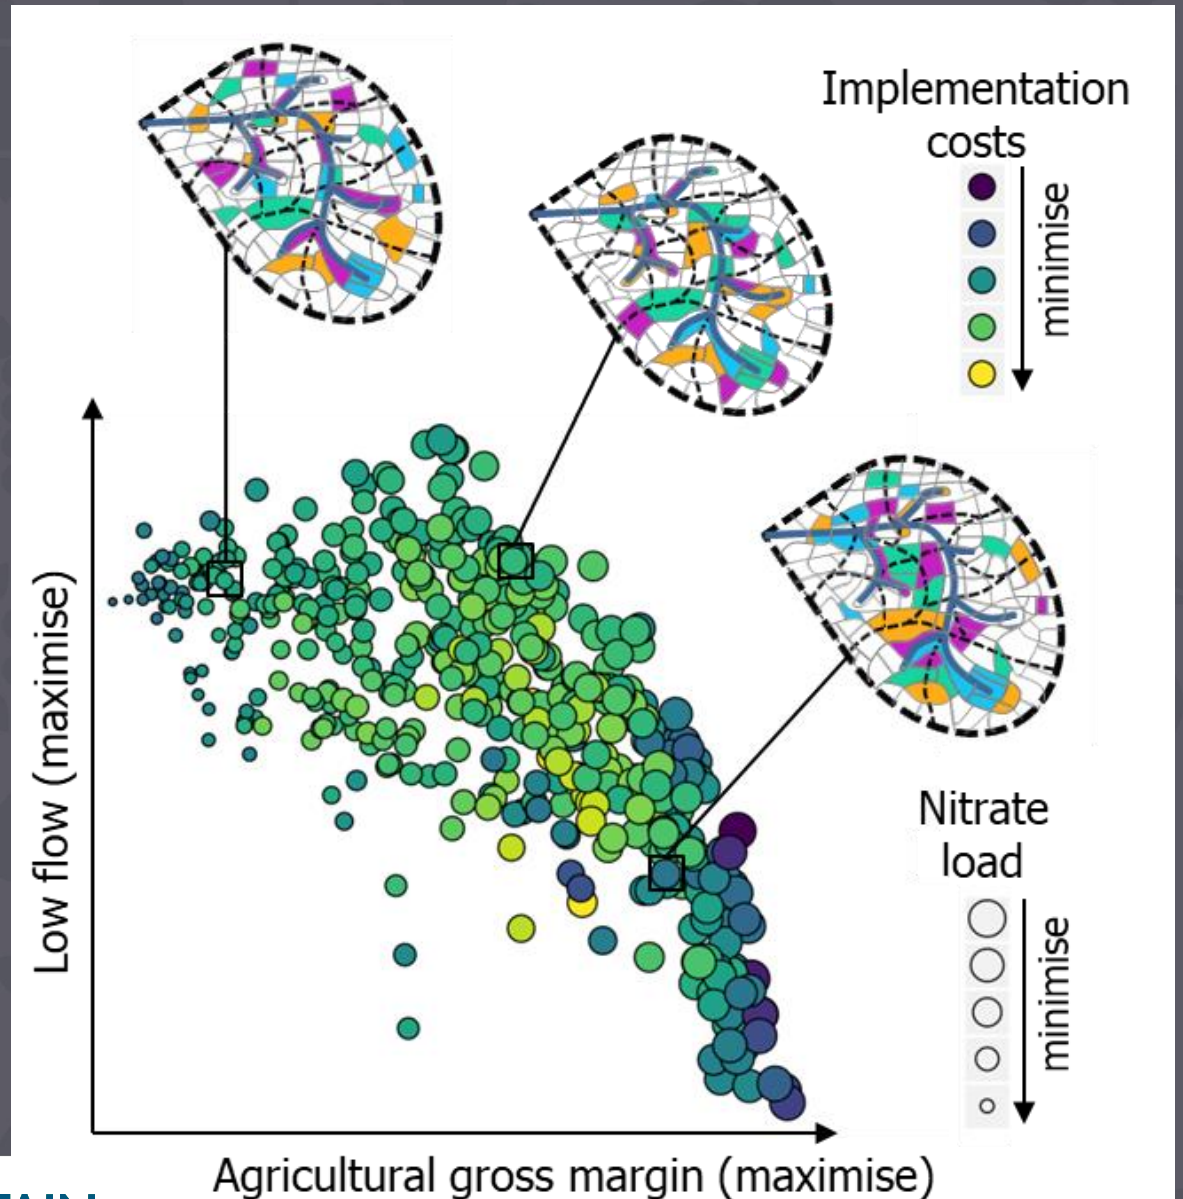 Implementation
costs
minimise
Low flow (maximise)
Nitrate
load
minimise
Agricultural gross margin (maximise)